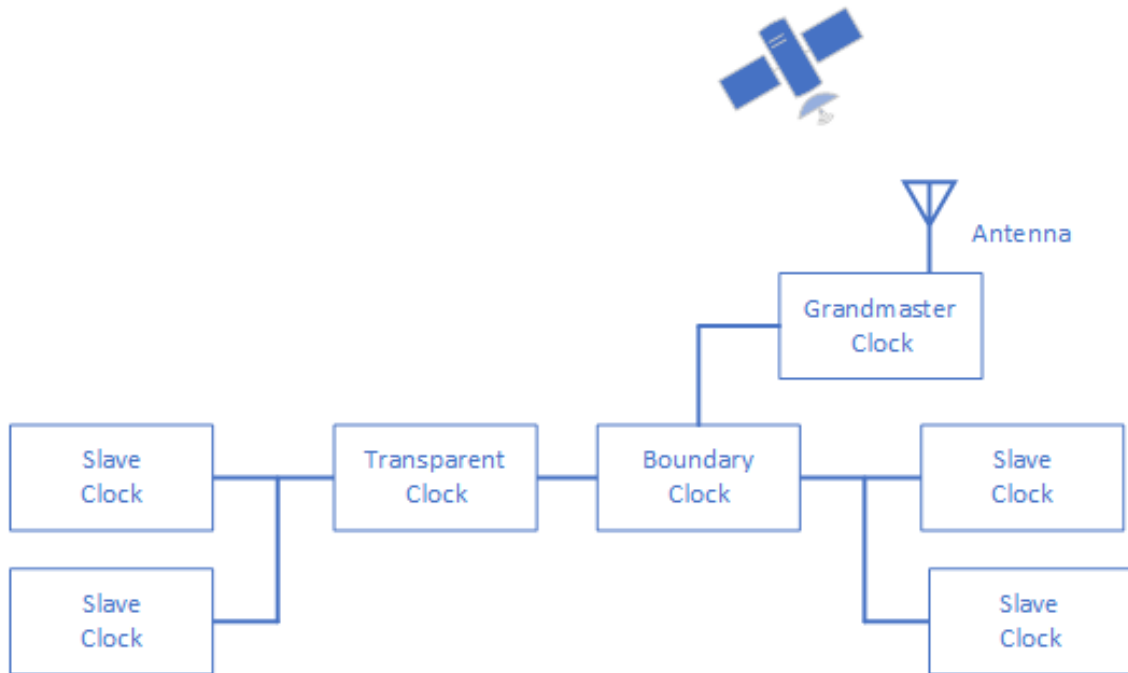 Antenna
Grandmaster
Clock
Slave
Clock
Transparent
Clock
Boundary
Clock
Slave
Clock
Slave
Clock
Slave
Clock